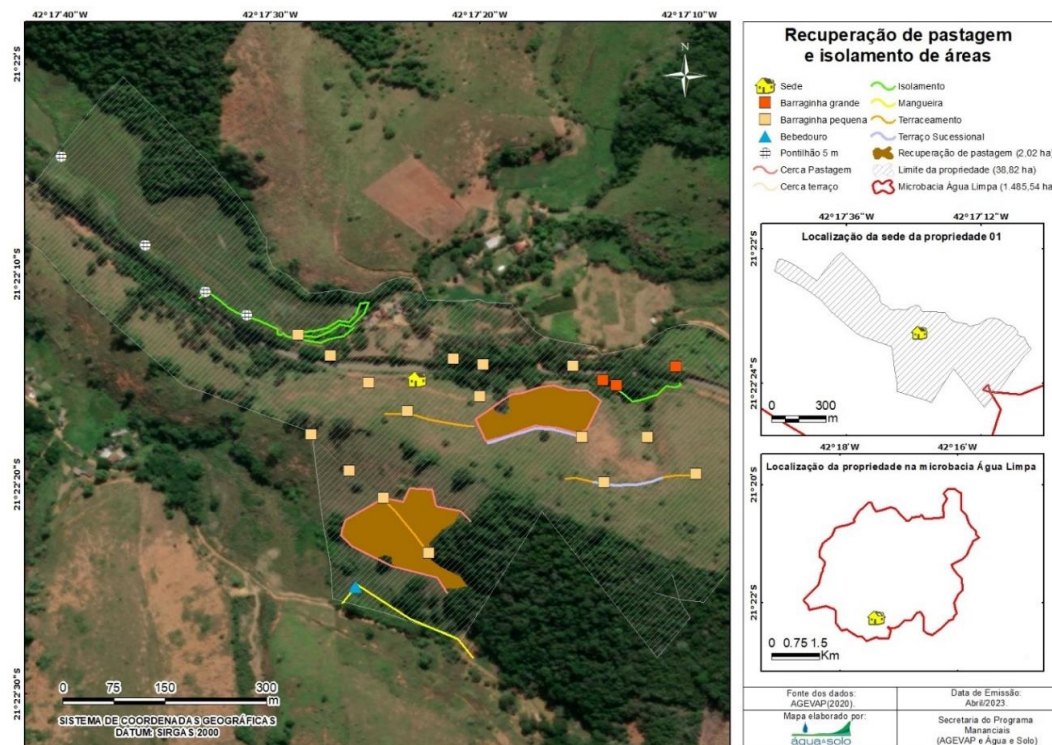 42°17'40"W
42°17'30"W
42°17'20"W
42°17'10"W
21°22'S
21°22'10"S
21°22'20"S
21°22'30"S
N
0 75 150 300
m
SISTEMA DE COORDENADAS GEOGRÁFICAS
DATUM: SIRGAS 2000
Recuperação de pastagem
e isolamento de áreas
Sede
Barraginha grande
Barraginha pequena
Bebedouro
Pontilhão 5 m
Cerca Pastagem
Cerca terraço
Isolamento
Mangueira
Terraceamento
Terraço Sucessional
Recuperação de pastagem (2,02 ha)
Limite da propriedade (38,82 ha)
Microbacia Água Limpa (1.485,54 ha
42°17'36"W
42°17'12"W
21°22'S
21°22'24"S
Localização da sede da propriedade 01
0 300
m
42°18'W
42°16'W
21°20'S
21°22'S
Localização da propriedade na microbacia Água Limpa
0 0.75 1.5
Km
Fonte dos dados:
AGEVAP(2020).
Data de Emissão:
Abril/2023.
Mapa elaborado por:
água&solo
Secretaria do Programa
Mananciais
(AGEVAP e Água e Solo)